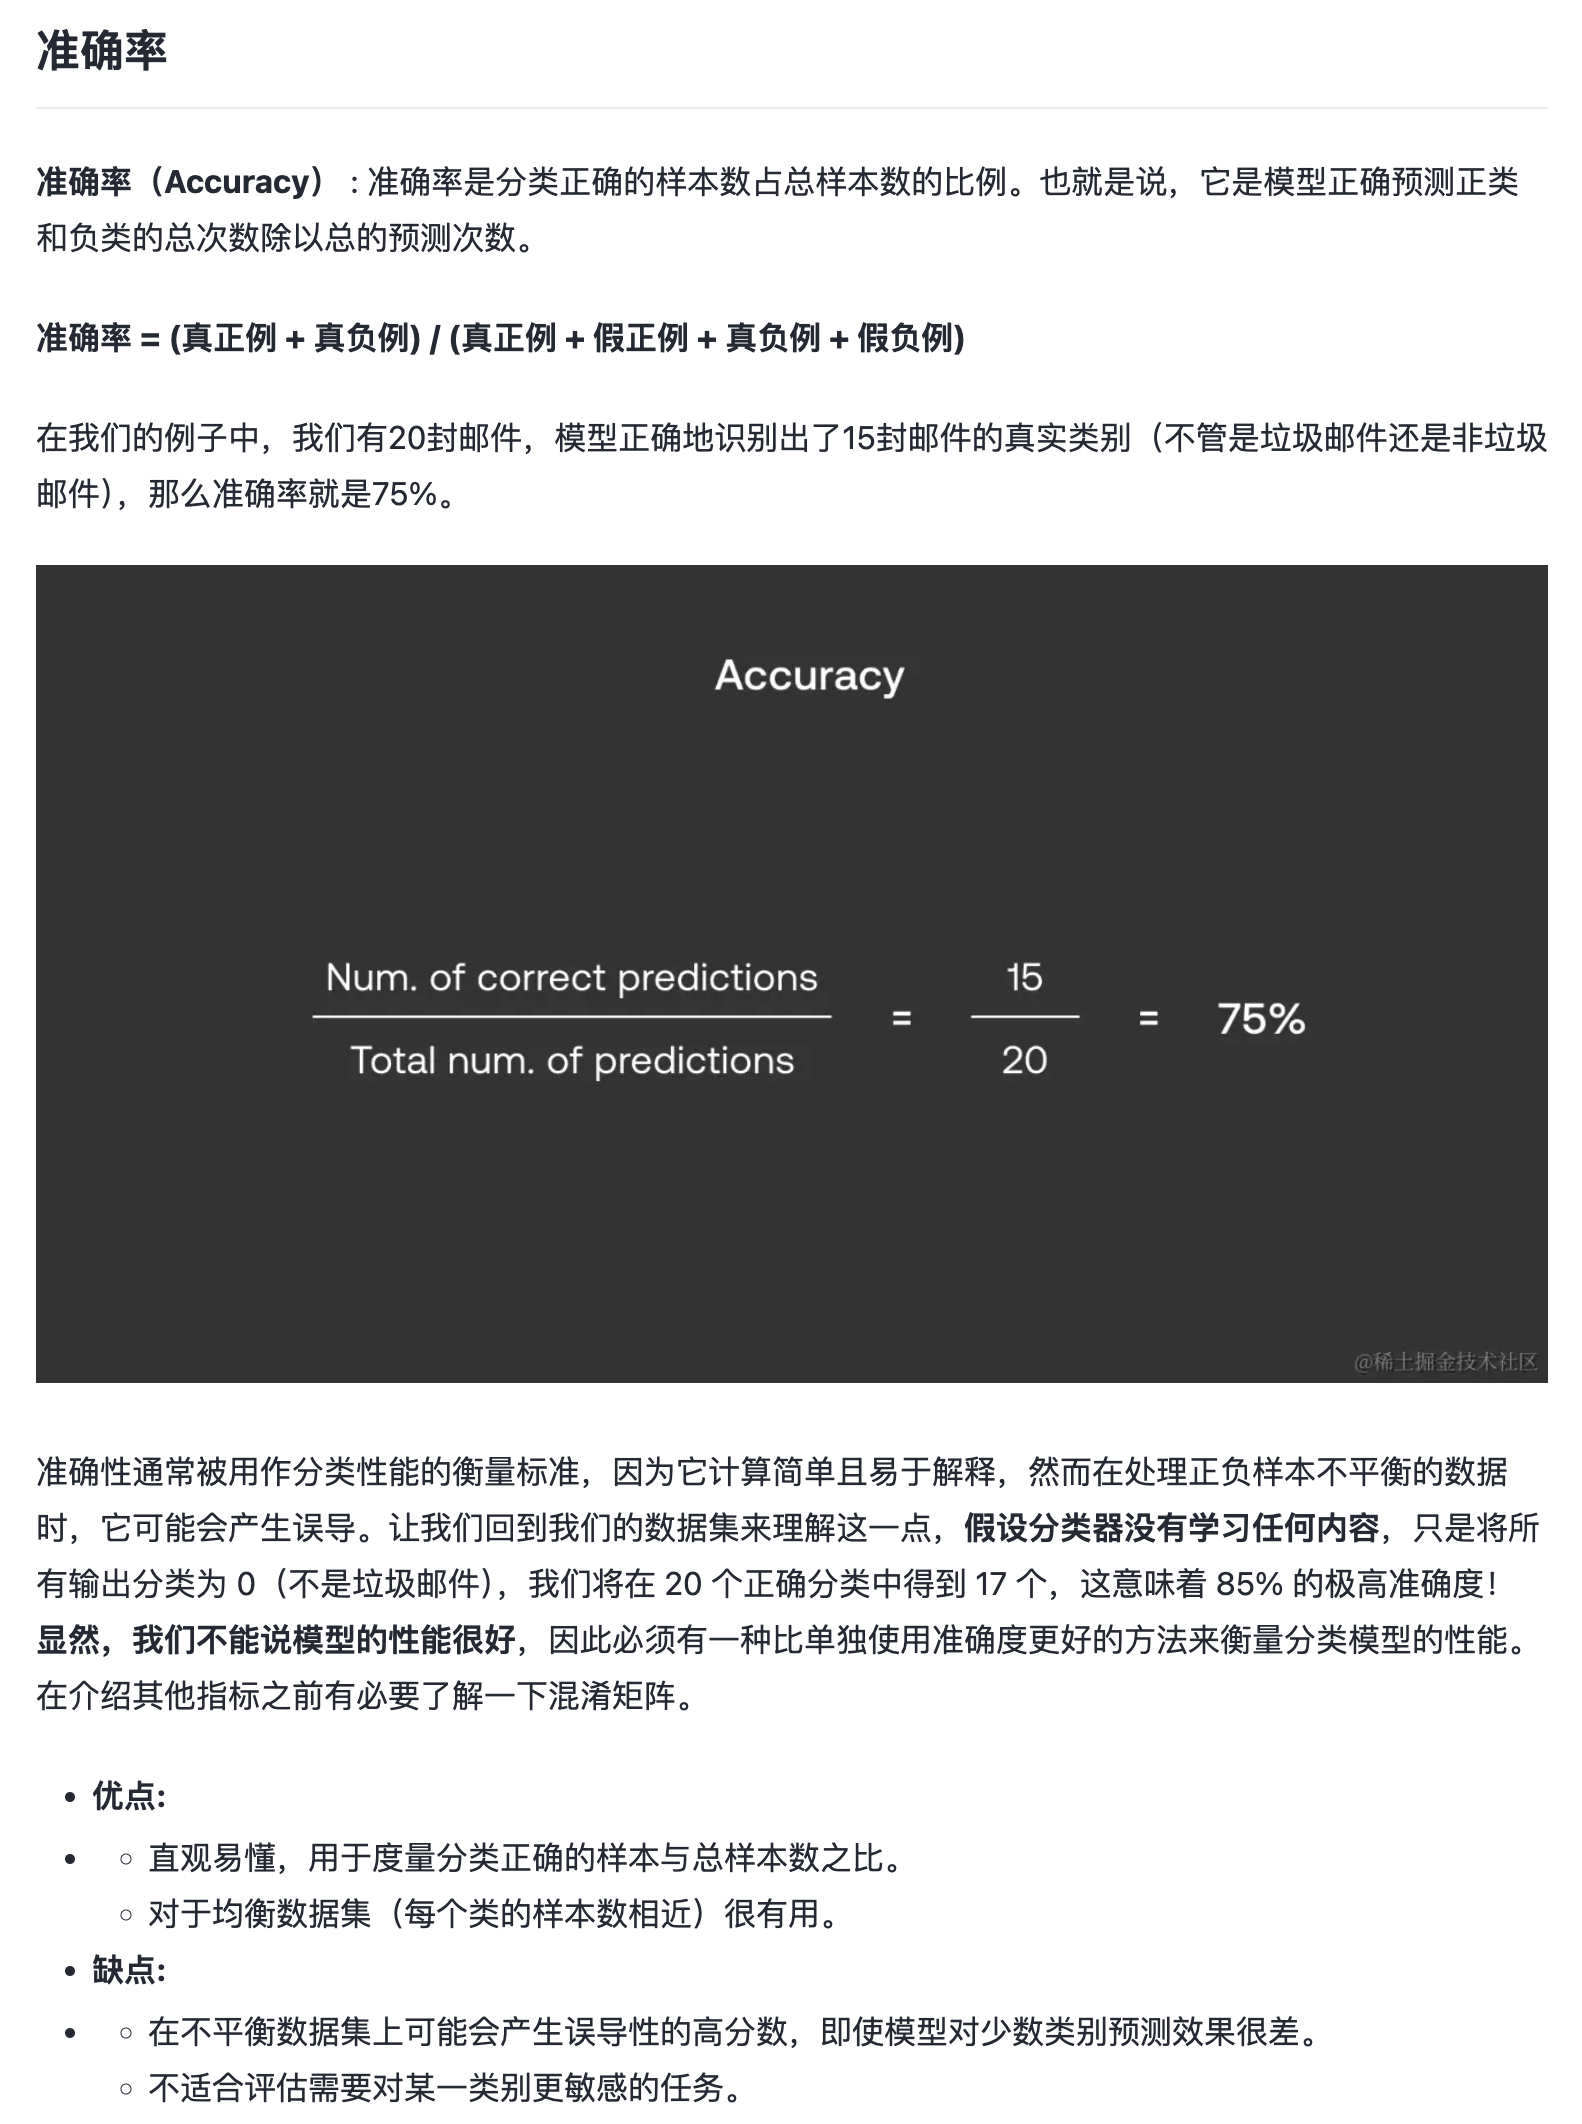 准确率
准确率（Accuracy） : 准确率是分类正确的样本数占总样本数的比例。也就是说，它是模型正确预测正类
和负类的总次数除以总的预测次数。
准确率 = (真正例 + 真负例) / (真正例 + 假正例 + 真负例 + 假负例)
在我们的例子中，我们有20封邮件，模型正确地识别出了15封邮件的真实类别（不管是垃圾邮件还是非垃圾
邮件），那么准确率就是75%。
Accuracy
Num. of correct predictions
Total num. of predictions
=
15
20
=
75%
@稀土掘金技术社区
准确性通常被用作分类性能的衡量标准，因为它计算简单且易于解释，然而在处理正负样本不平衡的数据
时，它可能会产生误导。让我们回到我们的数据集来理解这一点，假设分类器没有学习任何内容，只是将所
有输出分类为 0（不是垃圾邮件），我们将在 20 个正确分类中得到 17 个，这意味着 85% 的极高准确度！
显然，我们不能说模型的性能很好，因此必须有一种比单独使用准确度更好的方法来衡量分类模型的性能。
在介绍其他指标之前有必要了解一下混淆矩阵。
• 优点:
• ◦ 直观易懂，用于度量分类正确的样本与总样本数之比。
◦ 对于均衡数据集（每个类的样本数相近）很有用。
• 缺点:
• ◦ 在不平衡数据集上可能会产生误导性的高分数，即使模型对少数类别预测效果很差。
◦ 不适合评估需要对某一类别更敏感的任务。